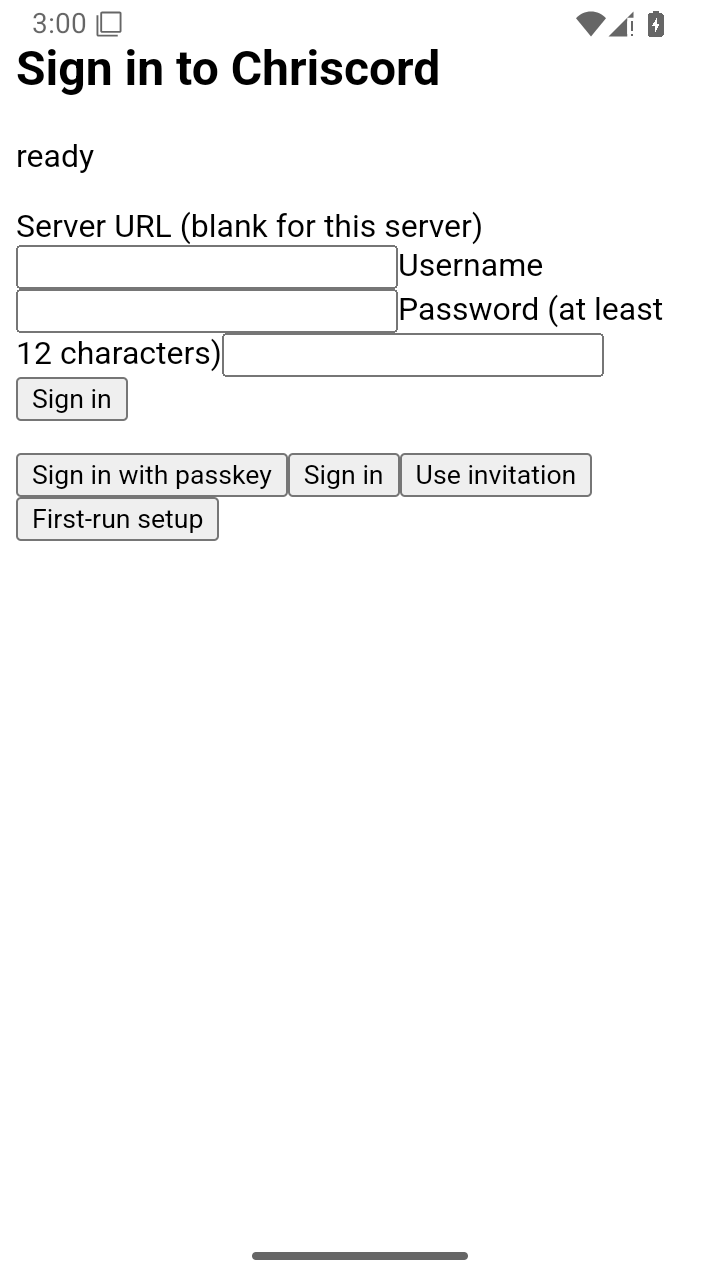 3:00
Sign in to Chriscord
ready
Server URL (blank for this server)
Username
Password (at least
12 characters)
Sign in
Sign in with passkey Sign in Use invitation
First-run setup